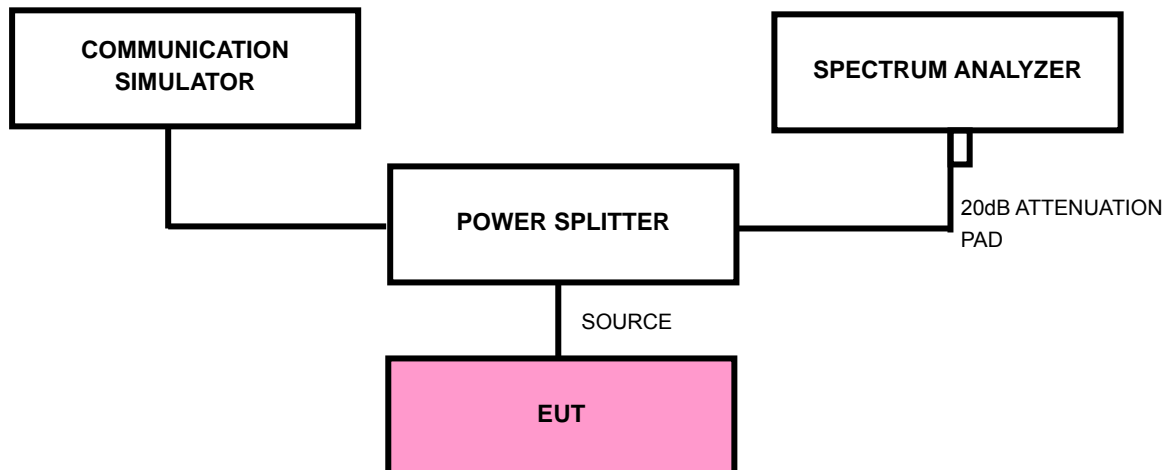 COMMUNICATION
SIMULATOR
SPECTRUM ANALYZER
POWER SPLITTER
20dB ATTENUATION
PAD
SOURCE
EUT